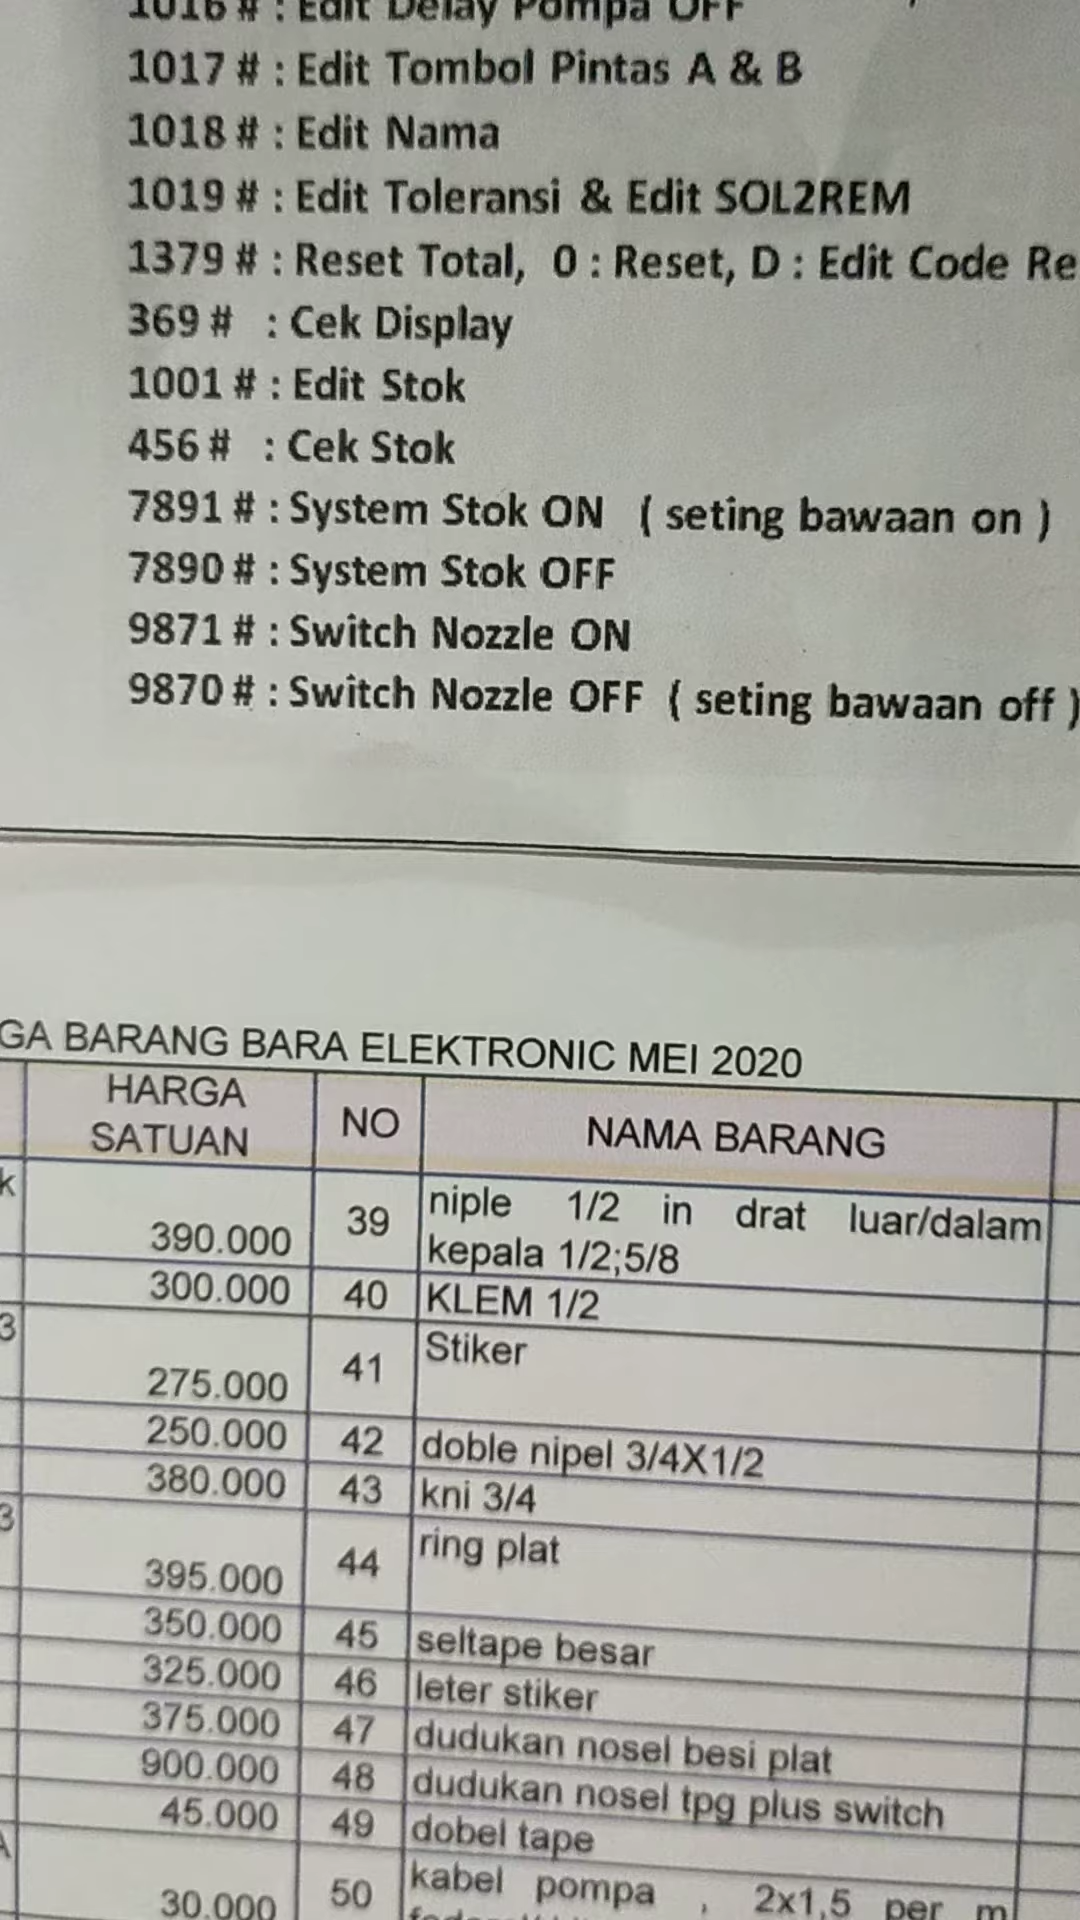 1016 # : Edit Delay Pompa OFF
1017 # : Edit Tombol Pintas A & B
1018 # : Edit Nama
1019 # : Edit Toleransi & Edit SOL2REM
1379 # : Reset Total, 0 : Reset, D : Edit Code Re
369 # : Cek Display
1001 # : Edit Stok
456 # : Cek Stok
7891 # : System Stok ON ( seting bawaan on )
7890 # : System Stok OFF
9871 # : Switch Nozzle ON
9870 # : Switch Nozzle OFF ( seting bawaan off )
GA BARANG BARA ELEKTRONIC MEI 2020
HARGA
SATUAN
NO
NAMA BARANG
k
390.000
39
niple 1/2 in drat luar/dalam
kepala 1/2;5/8
300.000 40 KLEM 1/2
3
275.000 41 Stiker
250.000 42 doble nipel 3/4X1/2
380.000 43 kni 3/4
3
395.000 44 ring plat
350.000 45 seltape besar
325.000 46 leter stiker
375.000 47 dudukan nosel besi plat
900.000 48 dudukan nosel tpg plus switch
45.000 49 dobel tape
A
30.000 50 kabel pompa , 2x1,5 per m